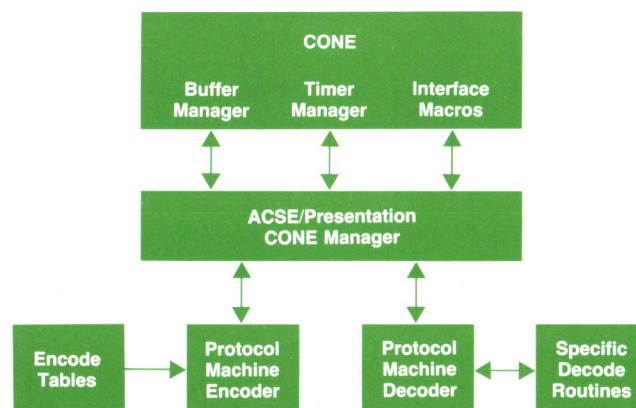 CONE
Buffer Manager
Timer Manager
Interface Macros
ACSE/Presentation
CONE Manager
Encode Tables
Protocol Machine Encoder
Protocol Machine Decoder
Specific Decode Routines